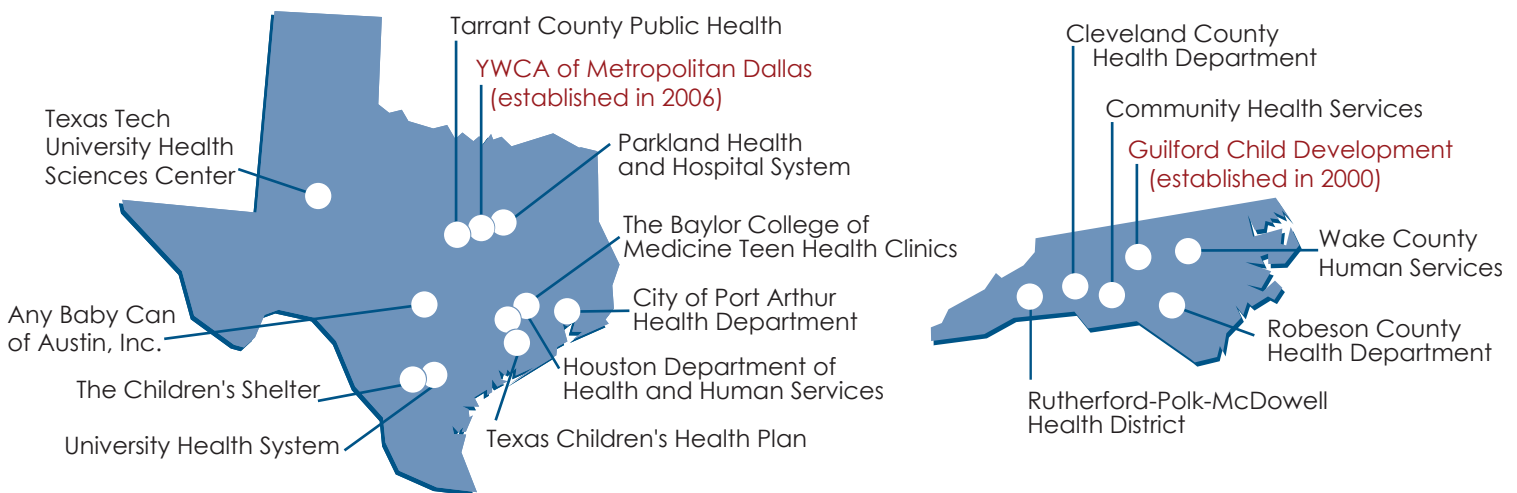 Tarrant County Public Health
YWCA of Metropolitan Dallas
(established in 2006)
Texas Tech
University Health
Sciences Center
Parkland Health
and Hospital System
The Baylor College of
Medicine Teen Health Clinics
Any Baby Can
of Austin, Inc.
City of Port Arthur
Health Department
The Children's Shelter
Houston Department of
Health and Human Services
University Health System
Texas Children's Health Plan
Cleveland County
Health Department
Community Health Services
Guilford Child Development
(established in 2000)
Wake County
Human Services
Robeson County
Health Department
Rutherford-Polk-McDowell
Health District